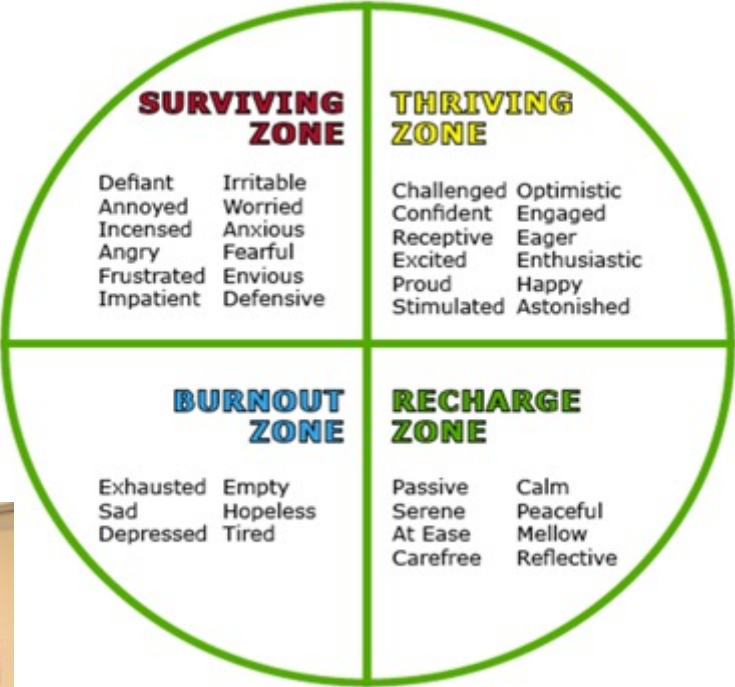 SURVIVING
ZONE
Defiant Irritable
Annoyed Worried
Incensed Anxious
Angry Fearful
Frustrated Envious
Impatient Defensive
THRIVING
ZONE
Challenged Optimistic
Confident Engaged
Receptive Eager
Excited Enthusiastic
Proud Happy
Stimulated Astonished
BURNOUT
ZONE
Exhausted Empty
Sad Hopeless
Depressed Tired
RECHARGE
ZONE
Passive Calm
Serene Peaceful
At Ease Mellow
Carefree Reflective